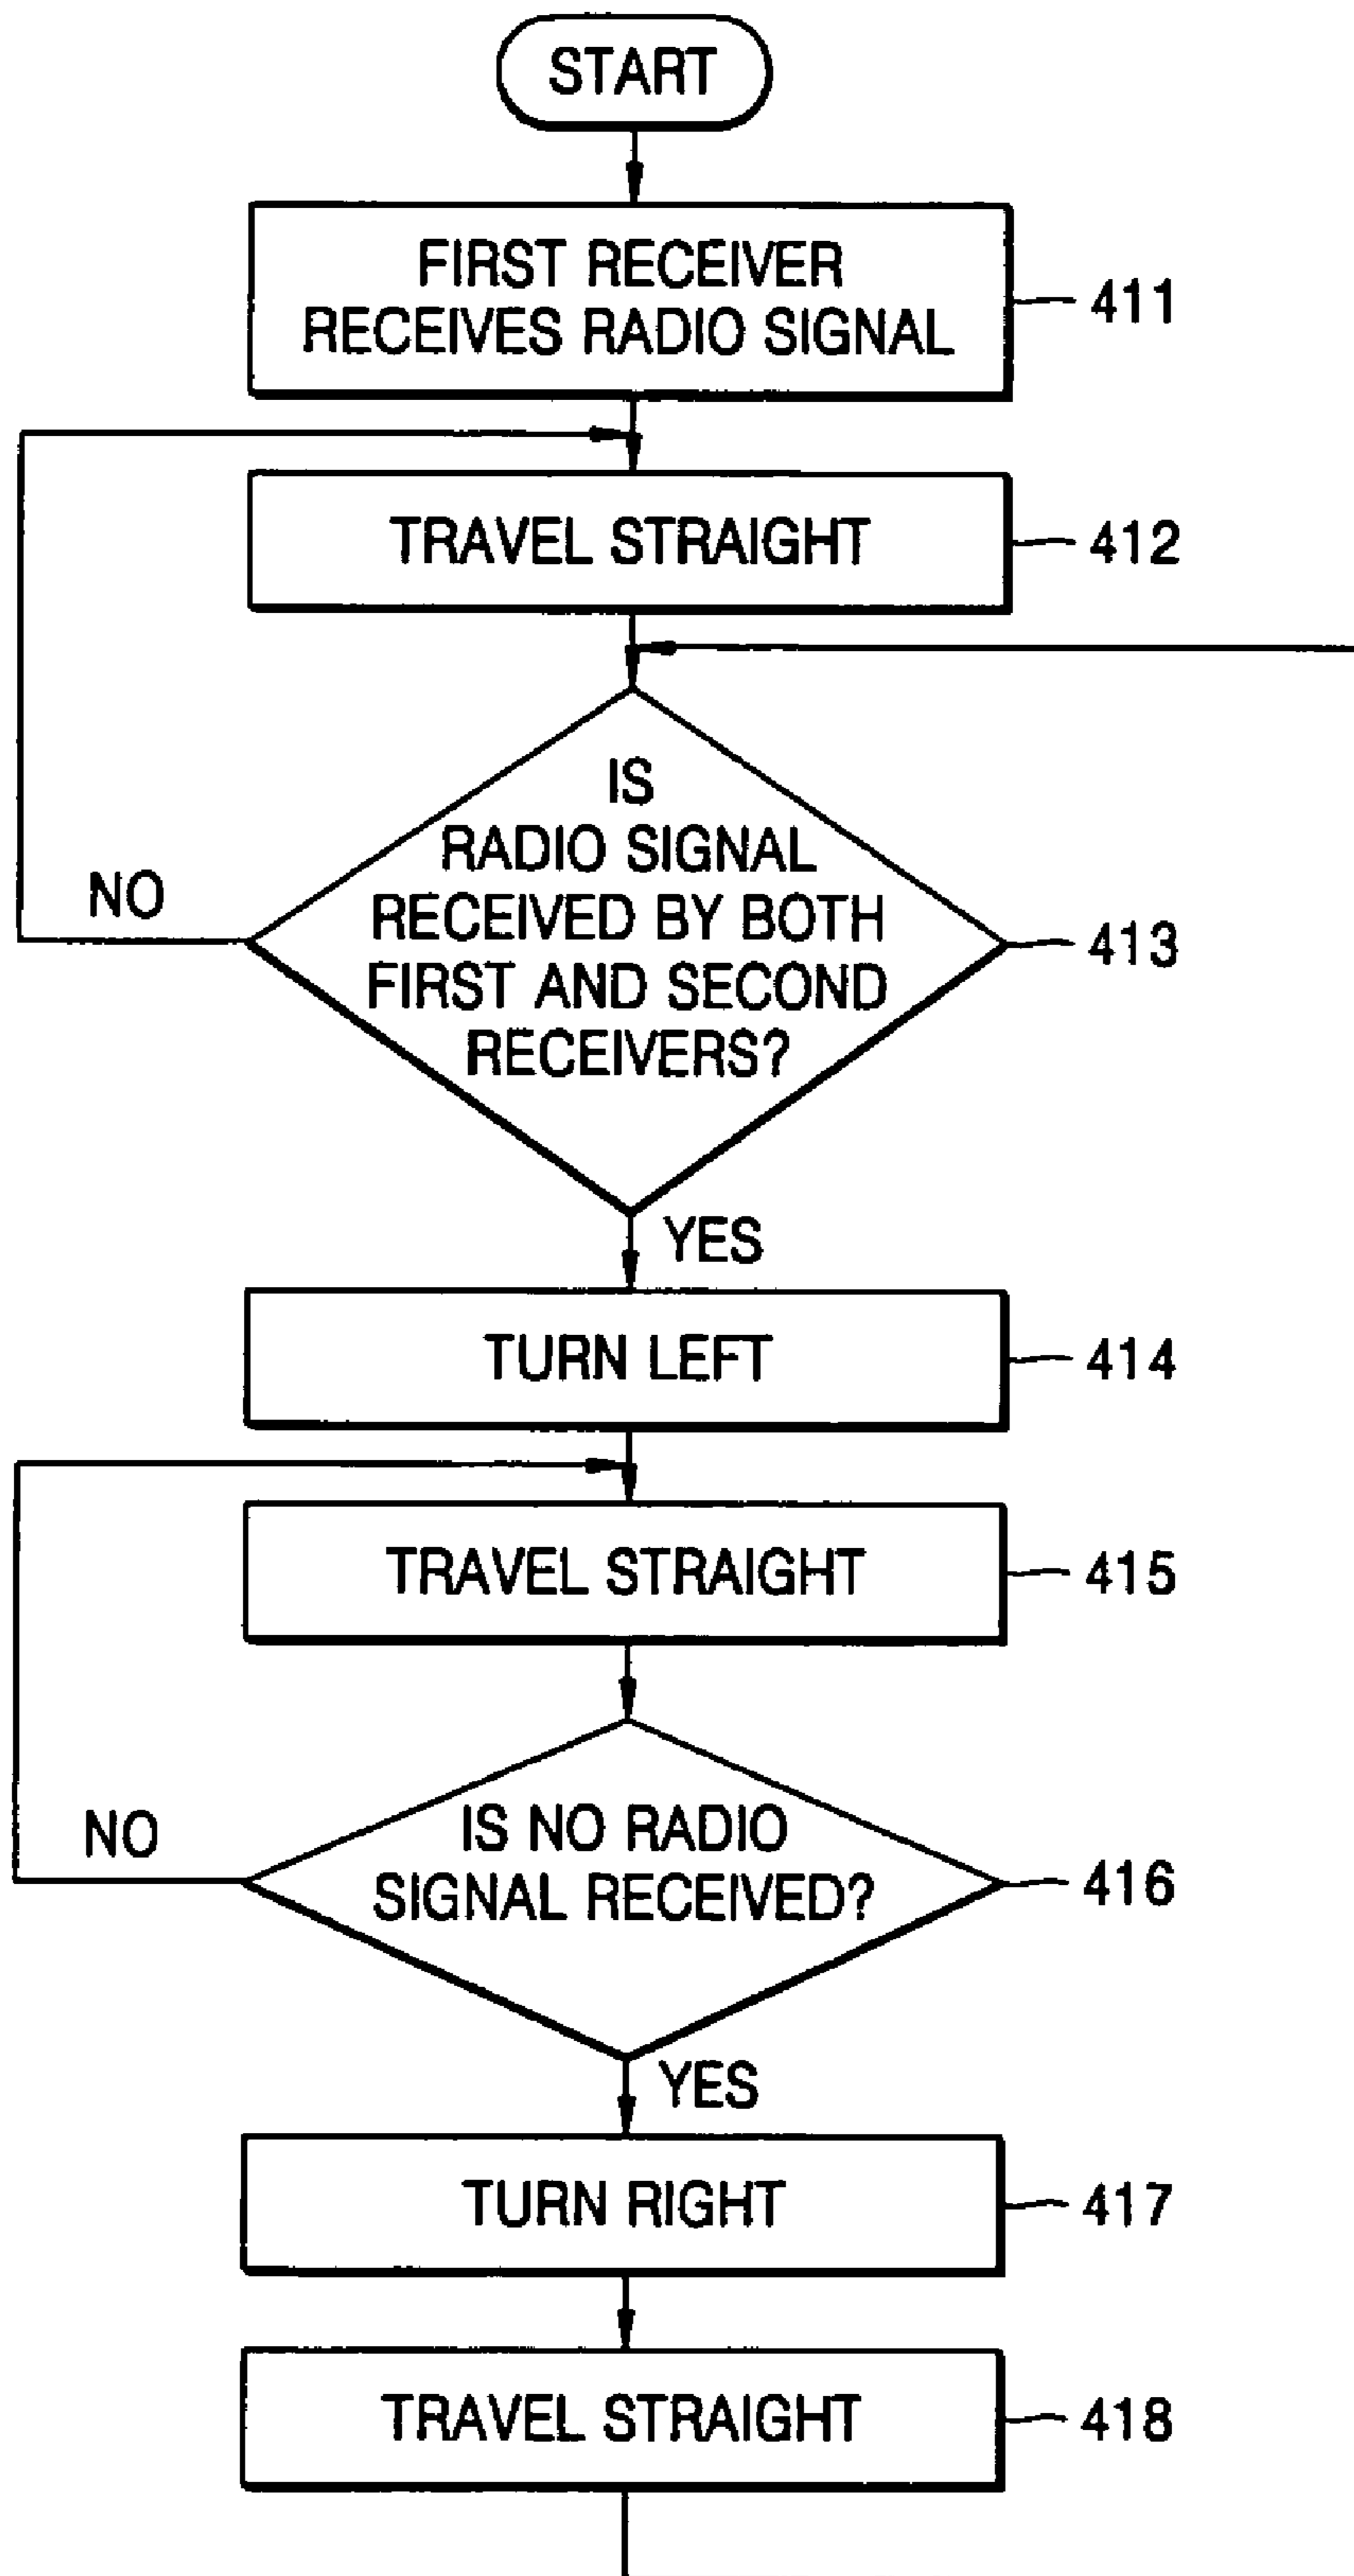 START
FIRST RECEIVER
RECEIVES RADIO SIGNAL
411
TRAVEL STRAIGHT
412
IS
RADIO SIGNAL
RECEIVED BY BOTH
FIRST AND SECOND
RECEIVERS?
413
NO
YES
TURN LEFT
414
TRAVEL STRAIGHT
415
IS NO RADIO
SIGNAL RECEIVED?
416
NO
YES
TURN RIGHT
417
TRAVEL STRAIGHT
418